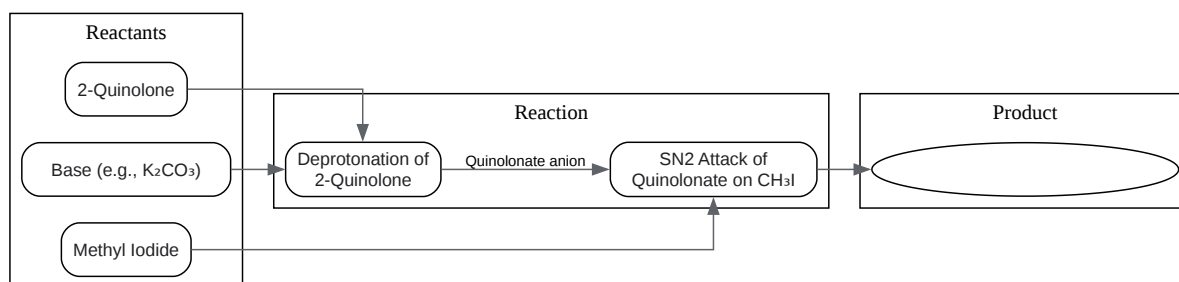 Reactants
2-Quinolone
Base (e.g., K₂CO₃)
Methyl Iodide
Reaction
Deprotonation of
2-Quinolone
Quinolonate anion
SN2 Attack of
Quinolonate on CH₃I
Product